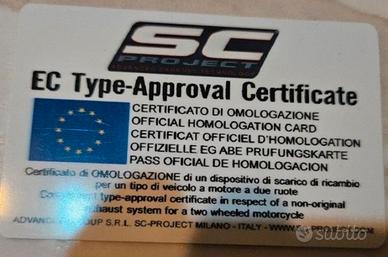 SC
PROJECT
ADVANCED EXHAUST TECHNOLOGY
EC Type-Approval Certificate
CERTIFICATO DI OMOLOGAZIONE
OFFICIAL HOMOLOGATION CARD
CERTIFICAT OFFICIEL D'HOMOLOGATION
OFFIZIELLE EG ABE PRUFUNGSKARTE
PASS OFICIAL DE HOMOLOGACION
Certificato di OMOLOGAZIONE di un dispositivo di scarico di ricambio
per un tipo di veicolo a motore a due ruote
type-approval certificate in respect of a non-original
exhaust system for a two wheeled motorcycle
GROUP S.R.L. SC-PROJECT MILANO - ITALY -
subito